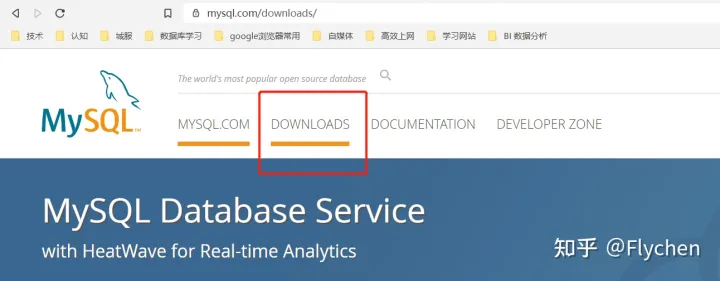 mysql.com/downloads/
技术 认知 城服 数据库学习 google浏览器常用 自媒体 高效上网 学习网站 BI 数据分析
The world's most popular open source database
MySQL™
MYSQL.COM DOWNLOADS DOCUMENTATION DEVELOPER ZONE
MySQL Database Service
with HeatWave for Real-time Analytics
知乎 @Flychen